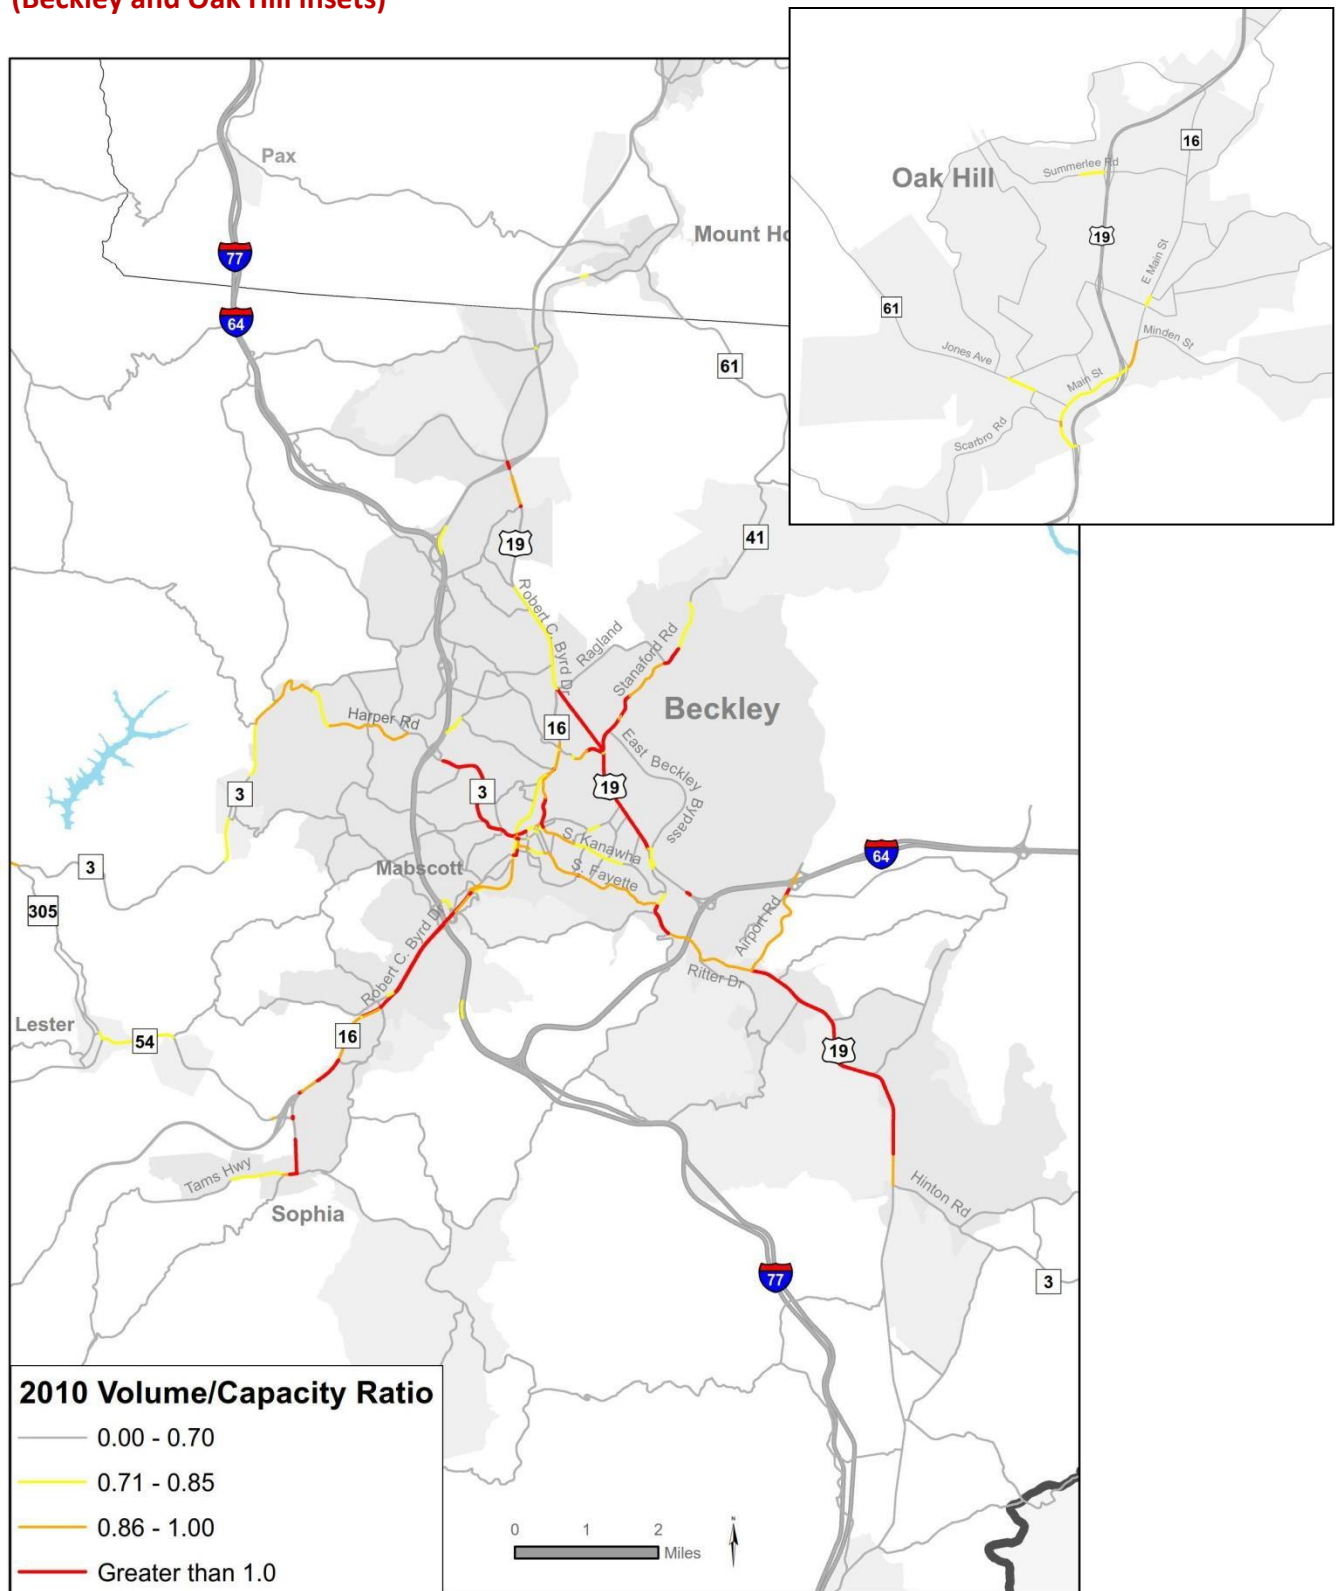 (Beckley and Oak Hill Insets)
Pax
77
64
Mount Ho
61
19
41
Robert C. Byrd Dr
Ragland
Stanaford Rd
Beckley
Harper Rd
16
East Beckley Bypass
3
3
19
S. Kanawha
Mabscott
S. Fayette
64
3
305
Robert C. Byrd Dr
Airport Rd
Ritter Dr
Lester
54
16
19
Tams Hwy
Sophia
Hinton Rd
77
3
Oak Hill
Summerlee Rd
16
19
E Main St
61
Minden St
Jones Ave
Main St
Scarbro Rd
2010 Volume/Capacity Ratio
0.00 - 0.70
0.71 - 0.85
0.86 - 1.00
Greater than 1.0
0 1 2
Miles
N